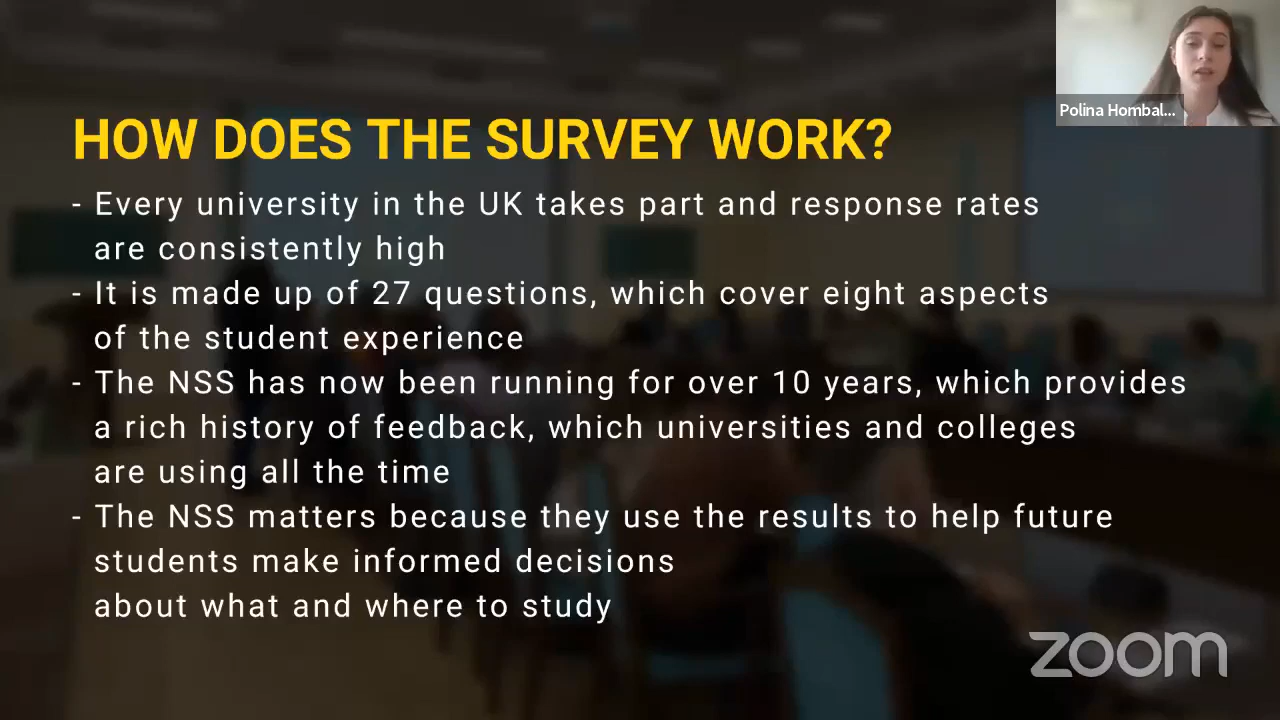 Polina Hombal...
HOW DOES THE SURVEY WORK?
- Every university in the UK takes part and response rates
are consistently high
- It is made up of 27 questions, which cover eight aspects
of the student experience
- The NSS has now been running for over 10 years, which provides
a rich history of feedback, which universities and colleges
are using all the time
- The NSS matters because they use the results to help future
students make informed decisions
about what and where to study
zoom